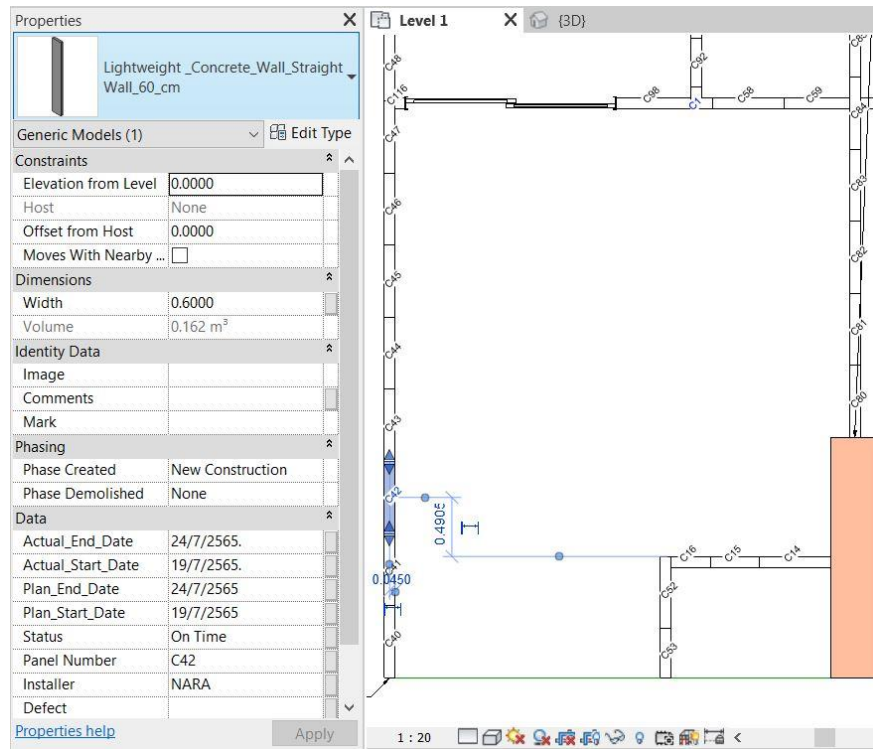 Properties
Lightweight _Concrete_Wall_Straight
Wall_60_cm
Generic Models (1)
Edit Type
Constraints
Elevation from Level 0.0000
Host None
Offset from Host 0.0000
Moves With Nearby ...
Dimensions
Width 0.6000
Volume 0.162 m³
Identity Data
Image
Comments
Mark
Phasing
Phase Created New Construction
Phase Demolished None
Data
Actual_End_Date 24/7/2565.
Actual_Start_Date 19/7/2565.
Plan_End_Date 24/7/2565
Plan_Start_Date 19/7/2565
Status On Time
Panel Number C42
Installer NARA
Defect
Properties help
Apply
Level 1
{3D}
C48
C116
C47
C46
C45
C44
C43
C42
C41
C40
C92
C98
C1
C58
C59
C85
C84
C83
C82
C81
C80
0.4905
0.0450
C16
C15
C14
C52
C53
1 : 20